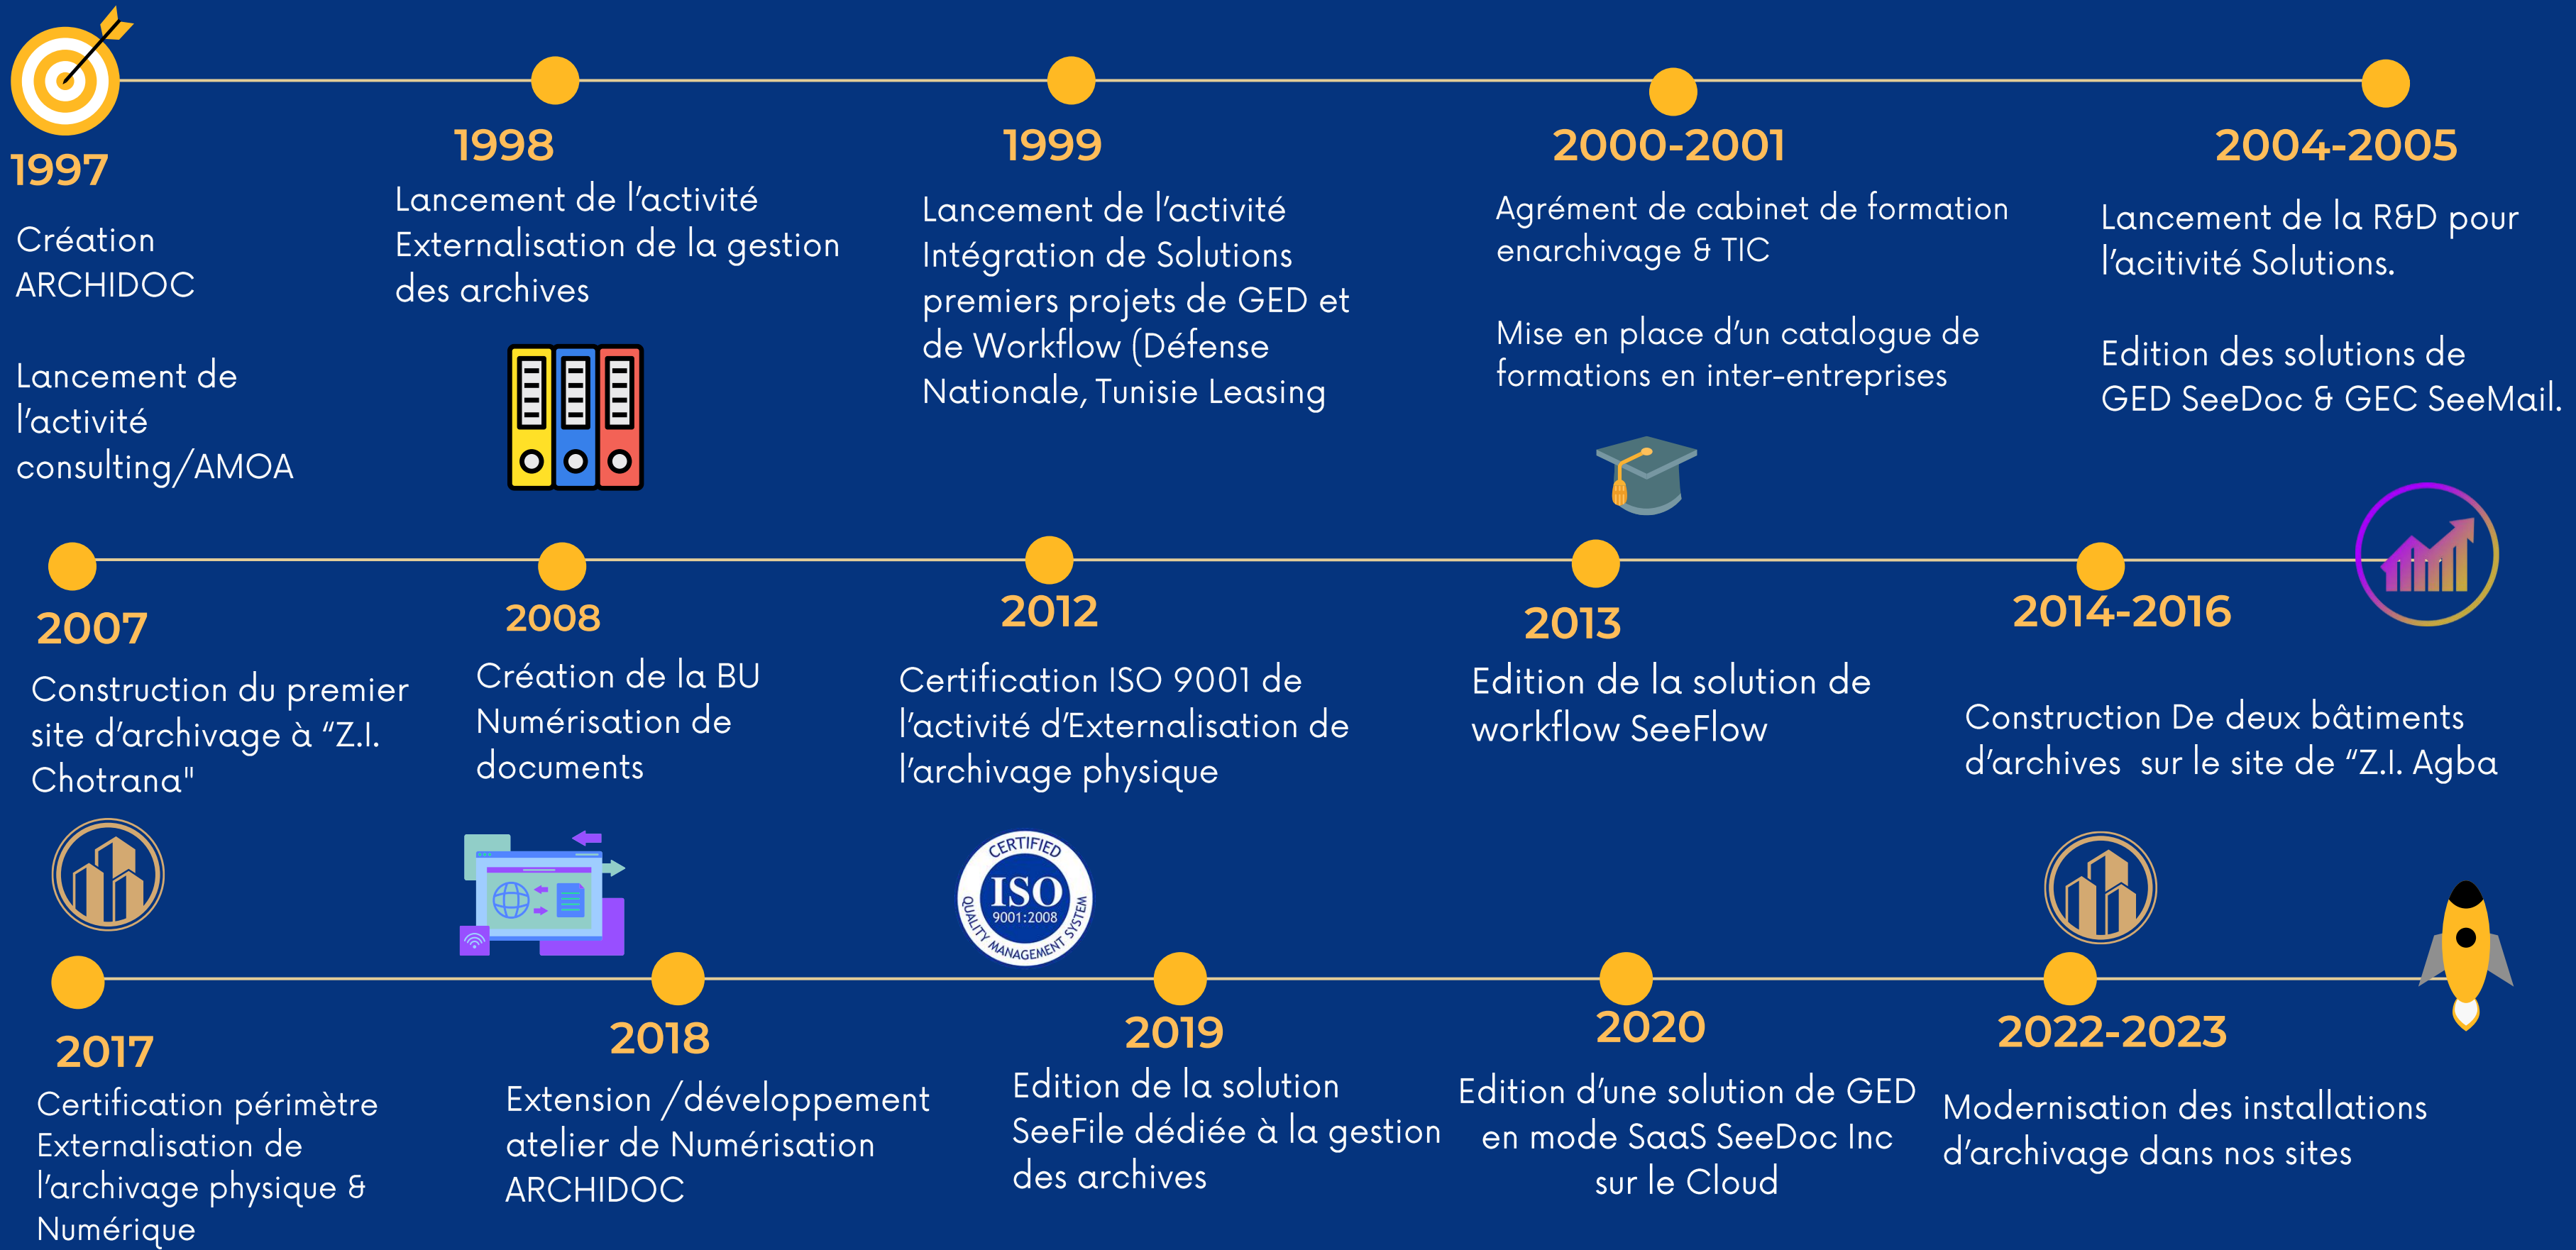 1997
Création
ARCHIDOC
Lancement de
l'activité
consulting/AMOA
1998
Lancement de l'activité
Externalisation de la gestion
des archives
1999
Lancement de l'activité
Intégration de Solutions
premiers projets de GED et
de Workflow (Défense
Nationale, Tunisie Leasing
2000-2001
Agrément de cabinet de formation
enarchivage & TIC
Mise en place d'un catalogue de
formations en inter-entreprises
2004-2005
Lancement de la R&D pour
l'acitivité Solutions.
Edition des solutions de
GED SeeDoc & GEC SeeMail.
2007
Construction du premier
site d'archivage à “Z.I.
Chotrana"
2008
Création de la BU
Numérisation de
documents
2012
Certification ISO 9001 de
l'activité d'Externalisation de
l'archivage physique
CERTIFIED
ISO
9001:2008
QUALITY MANAGEMENT SYSTEM
2013
Edition de la solution de
workflow SeeFlow
2014-2016
Construction De deux bâtiments
d'archives sur le site de “Z.I. Agba
2017
Certification périmètre
Externalisation de
l'archivage physique &
Numérique
2018
Extension /développement
atelier de Numérisation
ARCHIDOC
2019
Edition de la solution
SeeFile dédiée à la gestion
des archives
2020
Edition d'une solution de GED
en mode SaaS SeeDoc Inc
sur le Cloud
2022-2023
Modernisation des installations
d'archivage dans nos sites